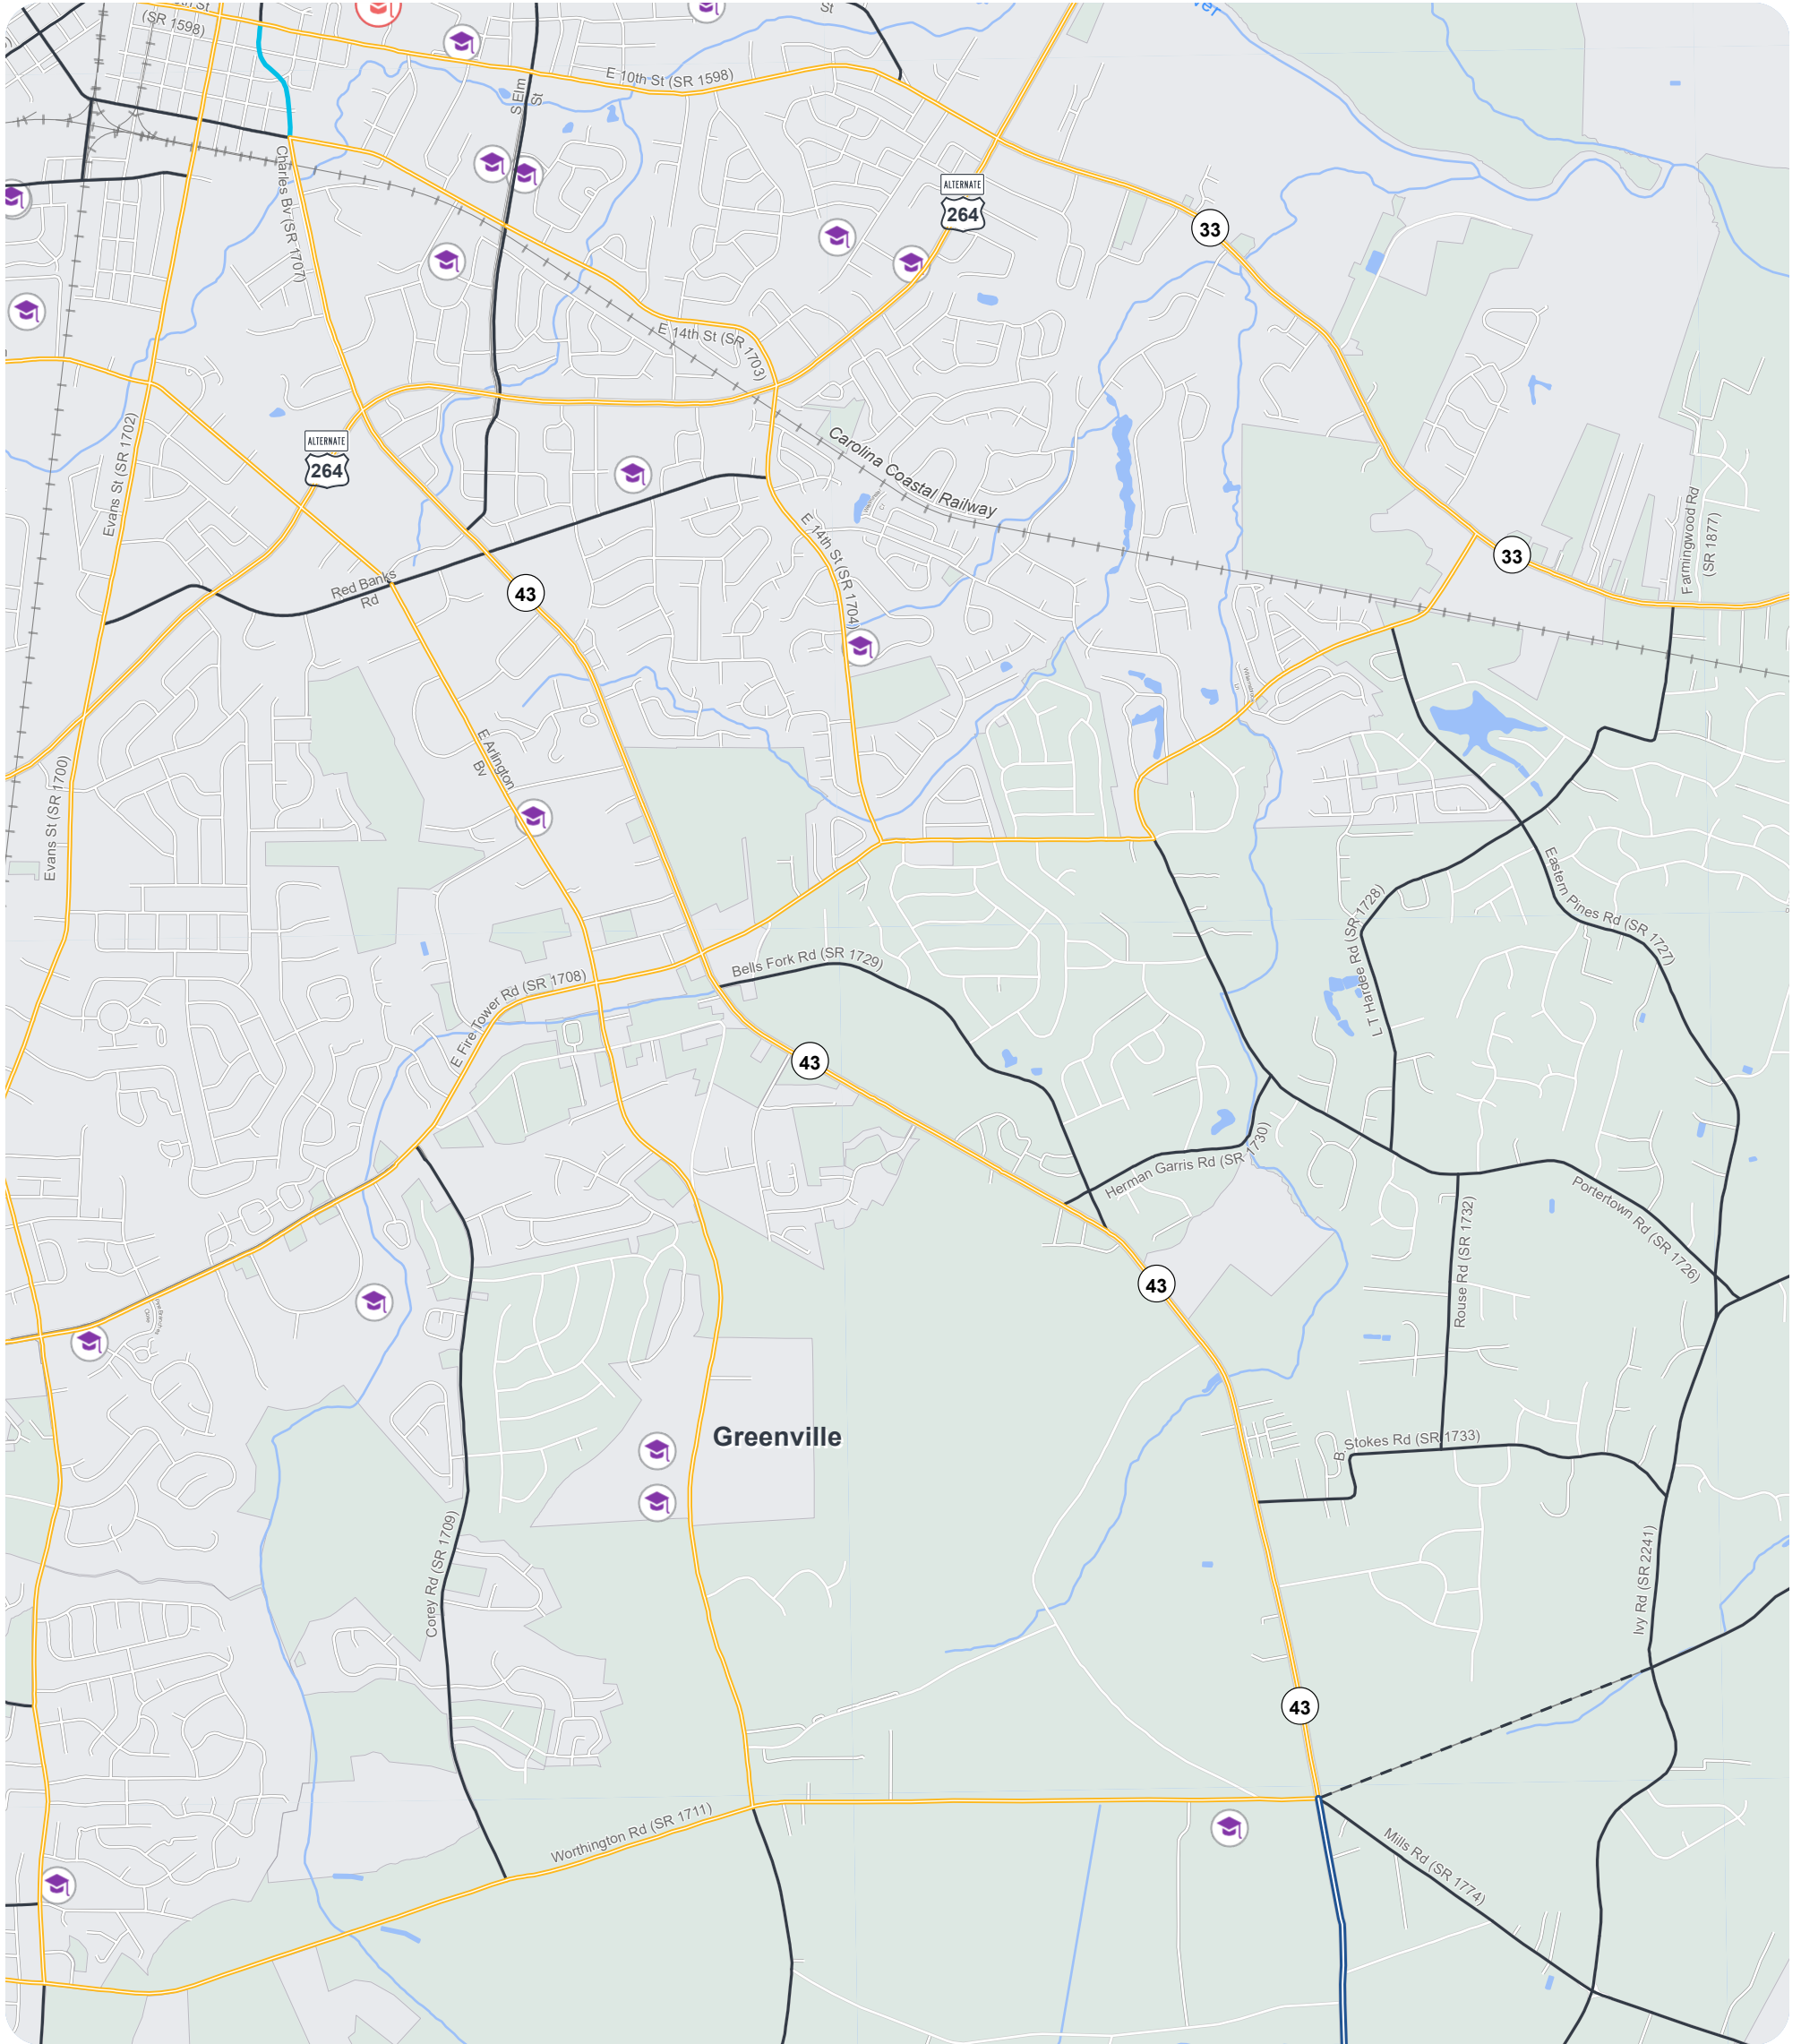 St
(SR 1598)
St
E 10th St (SR 1598)
S Elm
St
Charles Bv (SR 1707)
ALTERNATE
264
33
E 14th St (SR 1703)
ALTERNATE
264
Evans St (SR 1702)
Carolina Coastal Railway
E 14th St (SR 1704)
Farmingwood Rd
(SR 1877)
33
Red Banks
Rd
43
E Arlington
Bv
Evans St (SR 1700)
Eastern Pines Rd (SR 1727)
L T Hardee Rd (SR 1728)
Bells Fork Rd (SR 1729)
E Fire Tower Rd (SR 1708)
43
Herman Garris Rd (SR 1730)
Portertown Rd (SR 1726)
Rouse Rd (SR 1732)
43
Greenville
B Stokes Rd (SR 1733)
Corey Rd (SR 1709)
Ivy Rd (SR 2241)
43
Worthington Rd (SR 1711)
Mills Rd (SR 1774)